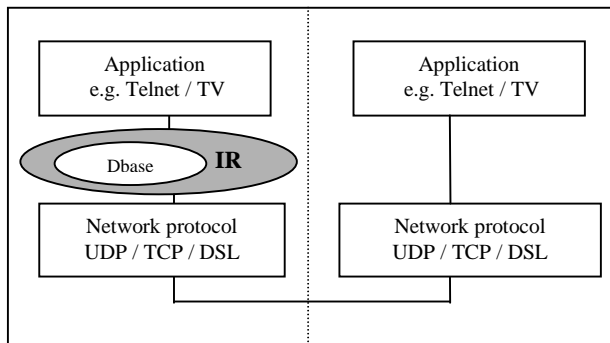 Application
e.g. Telnet / TV
Dbase
IR
Network protocol
UDP / TCP / DSL
Application
e.g. Telnet / TV
Network protocol
UDP / TCP / DSL